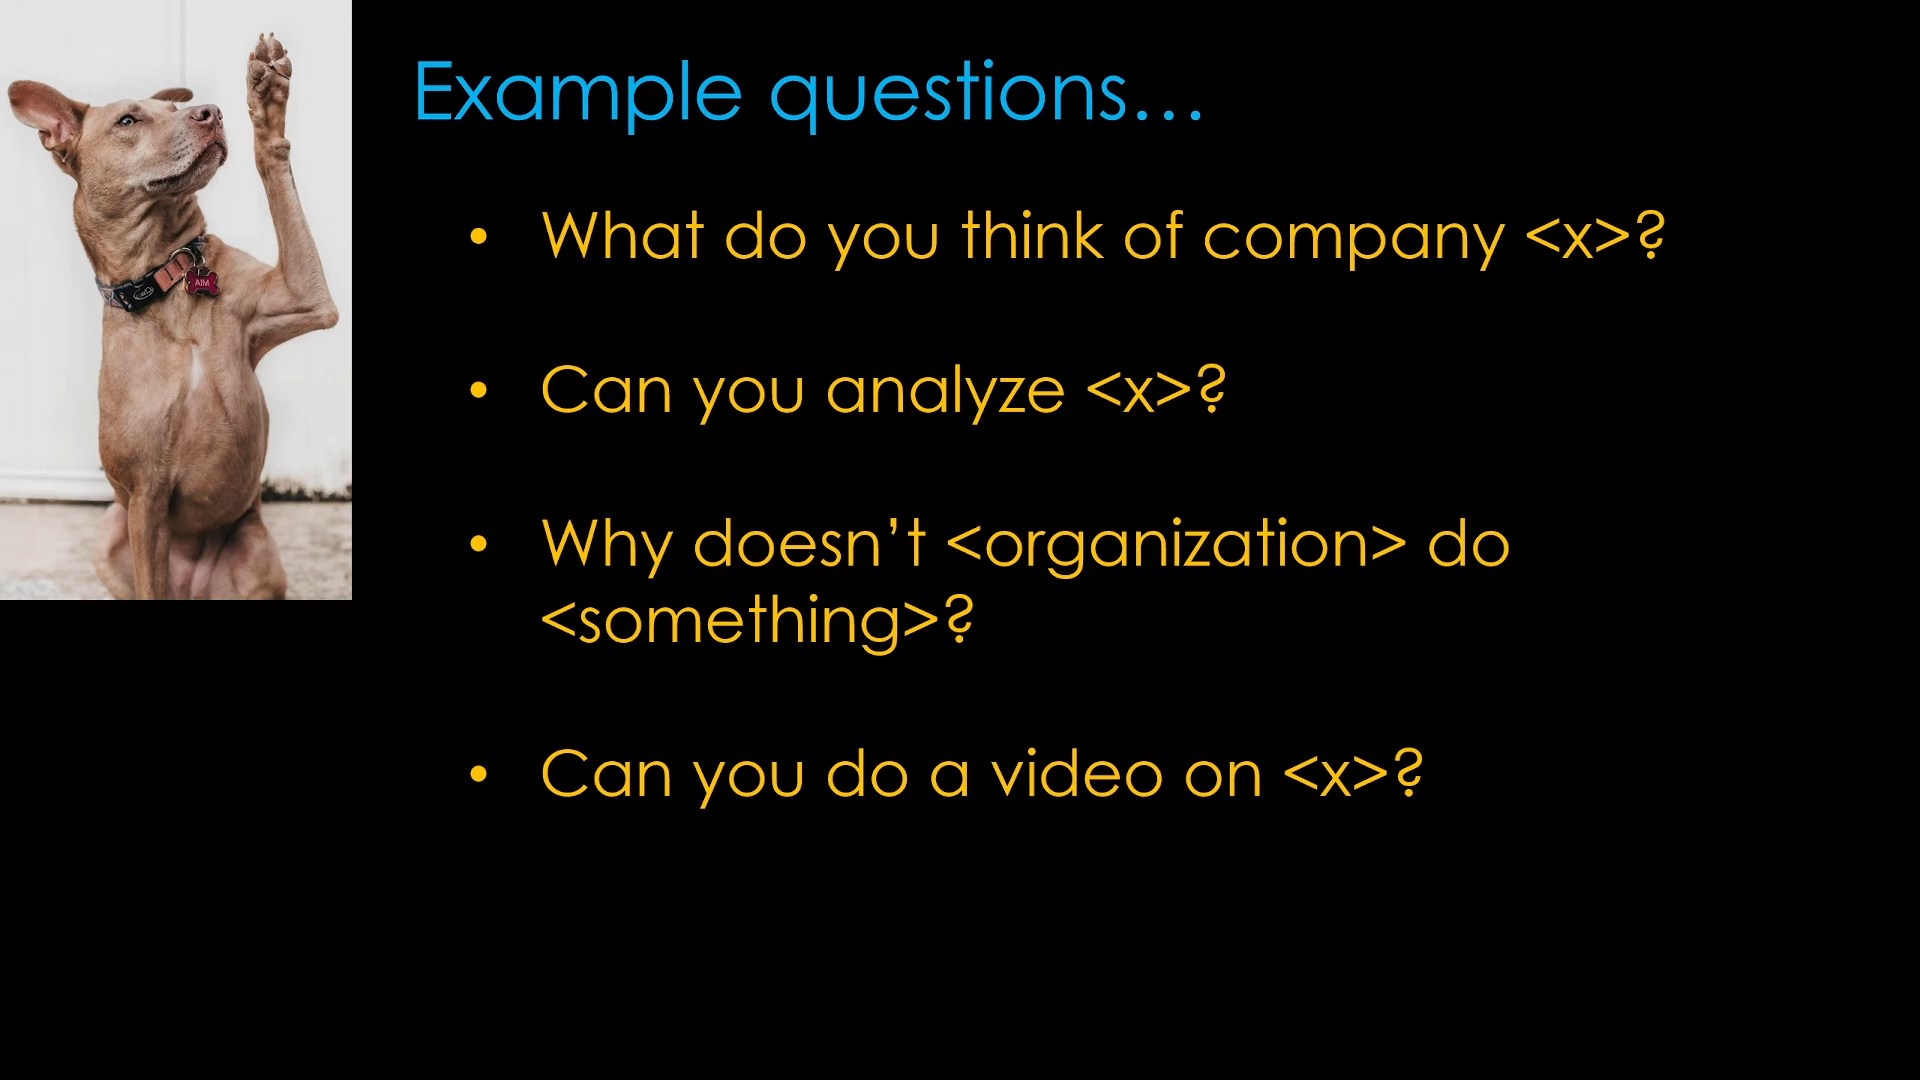 Example questions…
• What do you think of company <x>?
• Can you analyze <x>?
• Why doesn’t <organization> do
<something>?
• Can you do a video on <x>?
AIM